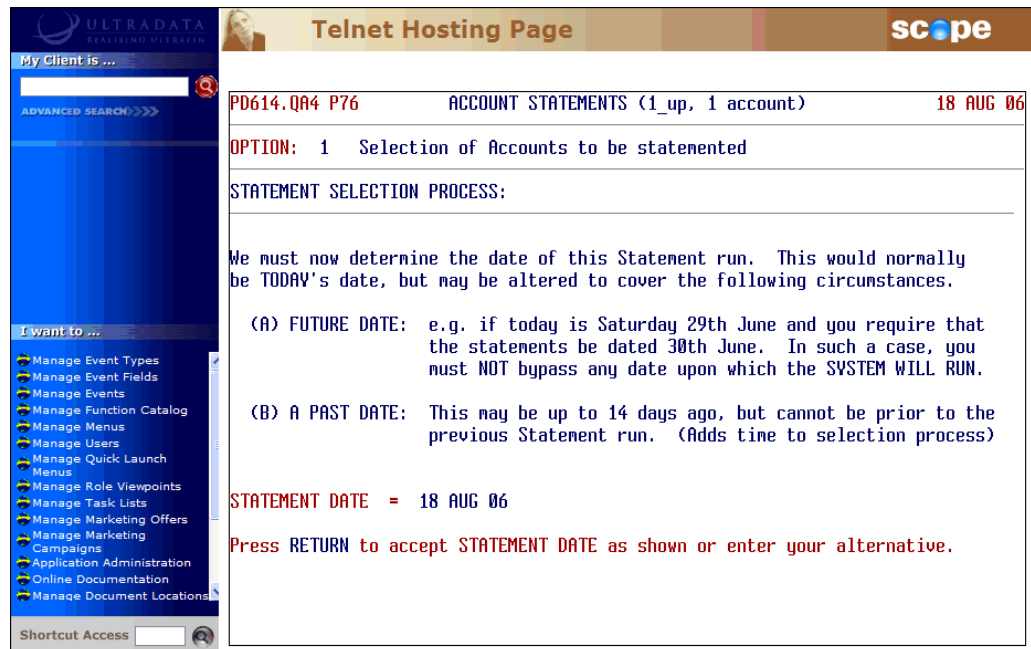 ULTRADATA
REALISING ULTRAFIN
Telnet Hosting Page
scope
My Client is ...
ADVANCED SEARCH
PD614.QA4 P76 ACCOUNT STATEMENTS (1_up, 1 account) 18 AUG 06
OPTION: 1 Selection of Accounts to be statemented
STATEMENT SELECTION PROCESS:
We must now determine the date of this Statement run. This would normally
be TODAY's date, but may be altered to cover the following circumstances.
(A) FUTURE DATE: e.g. if today is Saturday 29th June and you require that
the statements be dated 30th June. In such a case, you
must NOT bypass any date upon which the SYSTEM WILL RUN.
(B) A PAST DATE: This may be up to 14 days ago, but cannot be prior to the
previous Statement run. (Adds time to selection process)
STATEMENT DATE = 18 AUG 06
Press RETURN to accept STATEMENT DATE as shown or enter your alternative.
I want to ...
Manage Event Types
Manage Event Fields
Manage Events
Manage Function Catalog
Manage Menus
Manage Users
Manage Quick Launch
Menus
Manage Role Viewpoints
Manage Task Lists
Manage Marketing Offers
Manage Marketing
Campaigns
Application Administration
Online Documentation
Manage Document Locations
Shortcut Access